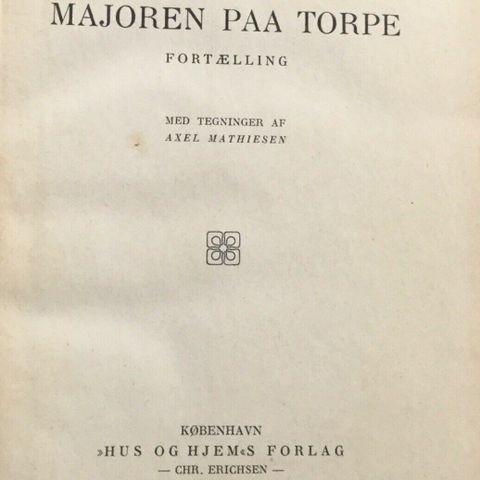 MAJOREN PAA TORPE
FORTÆLLING
MED TEGNINGER AF
AXEL MATHIESEN
KØBENHAVN
»HUS OG HJEM«S FORLAG
— CHR. ERICHSEN —